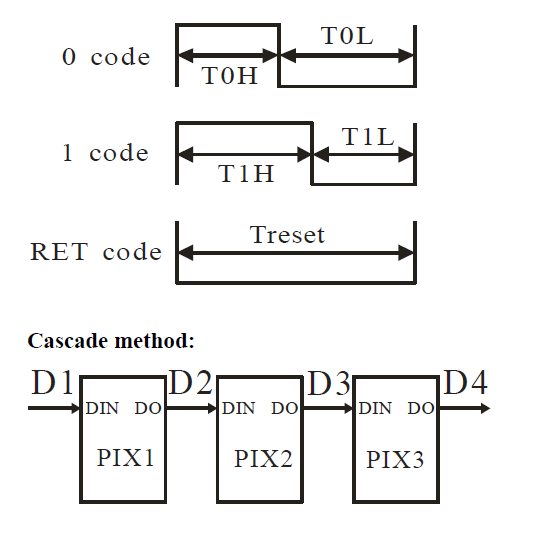 T0L
0 code
T0H
T1L
1 code
T1H
Treset
RET code
Cascade method:
D1 D2 D3 D4
DIN DO DIN DO DIN DO
PIX1 PIX2 PIX3